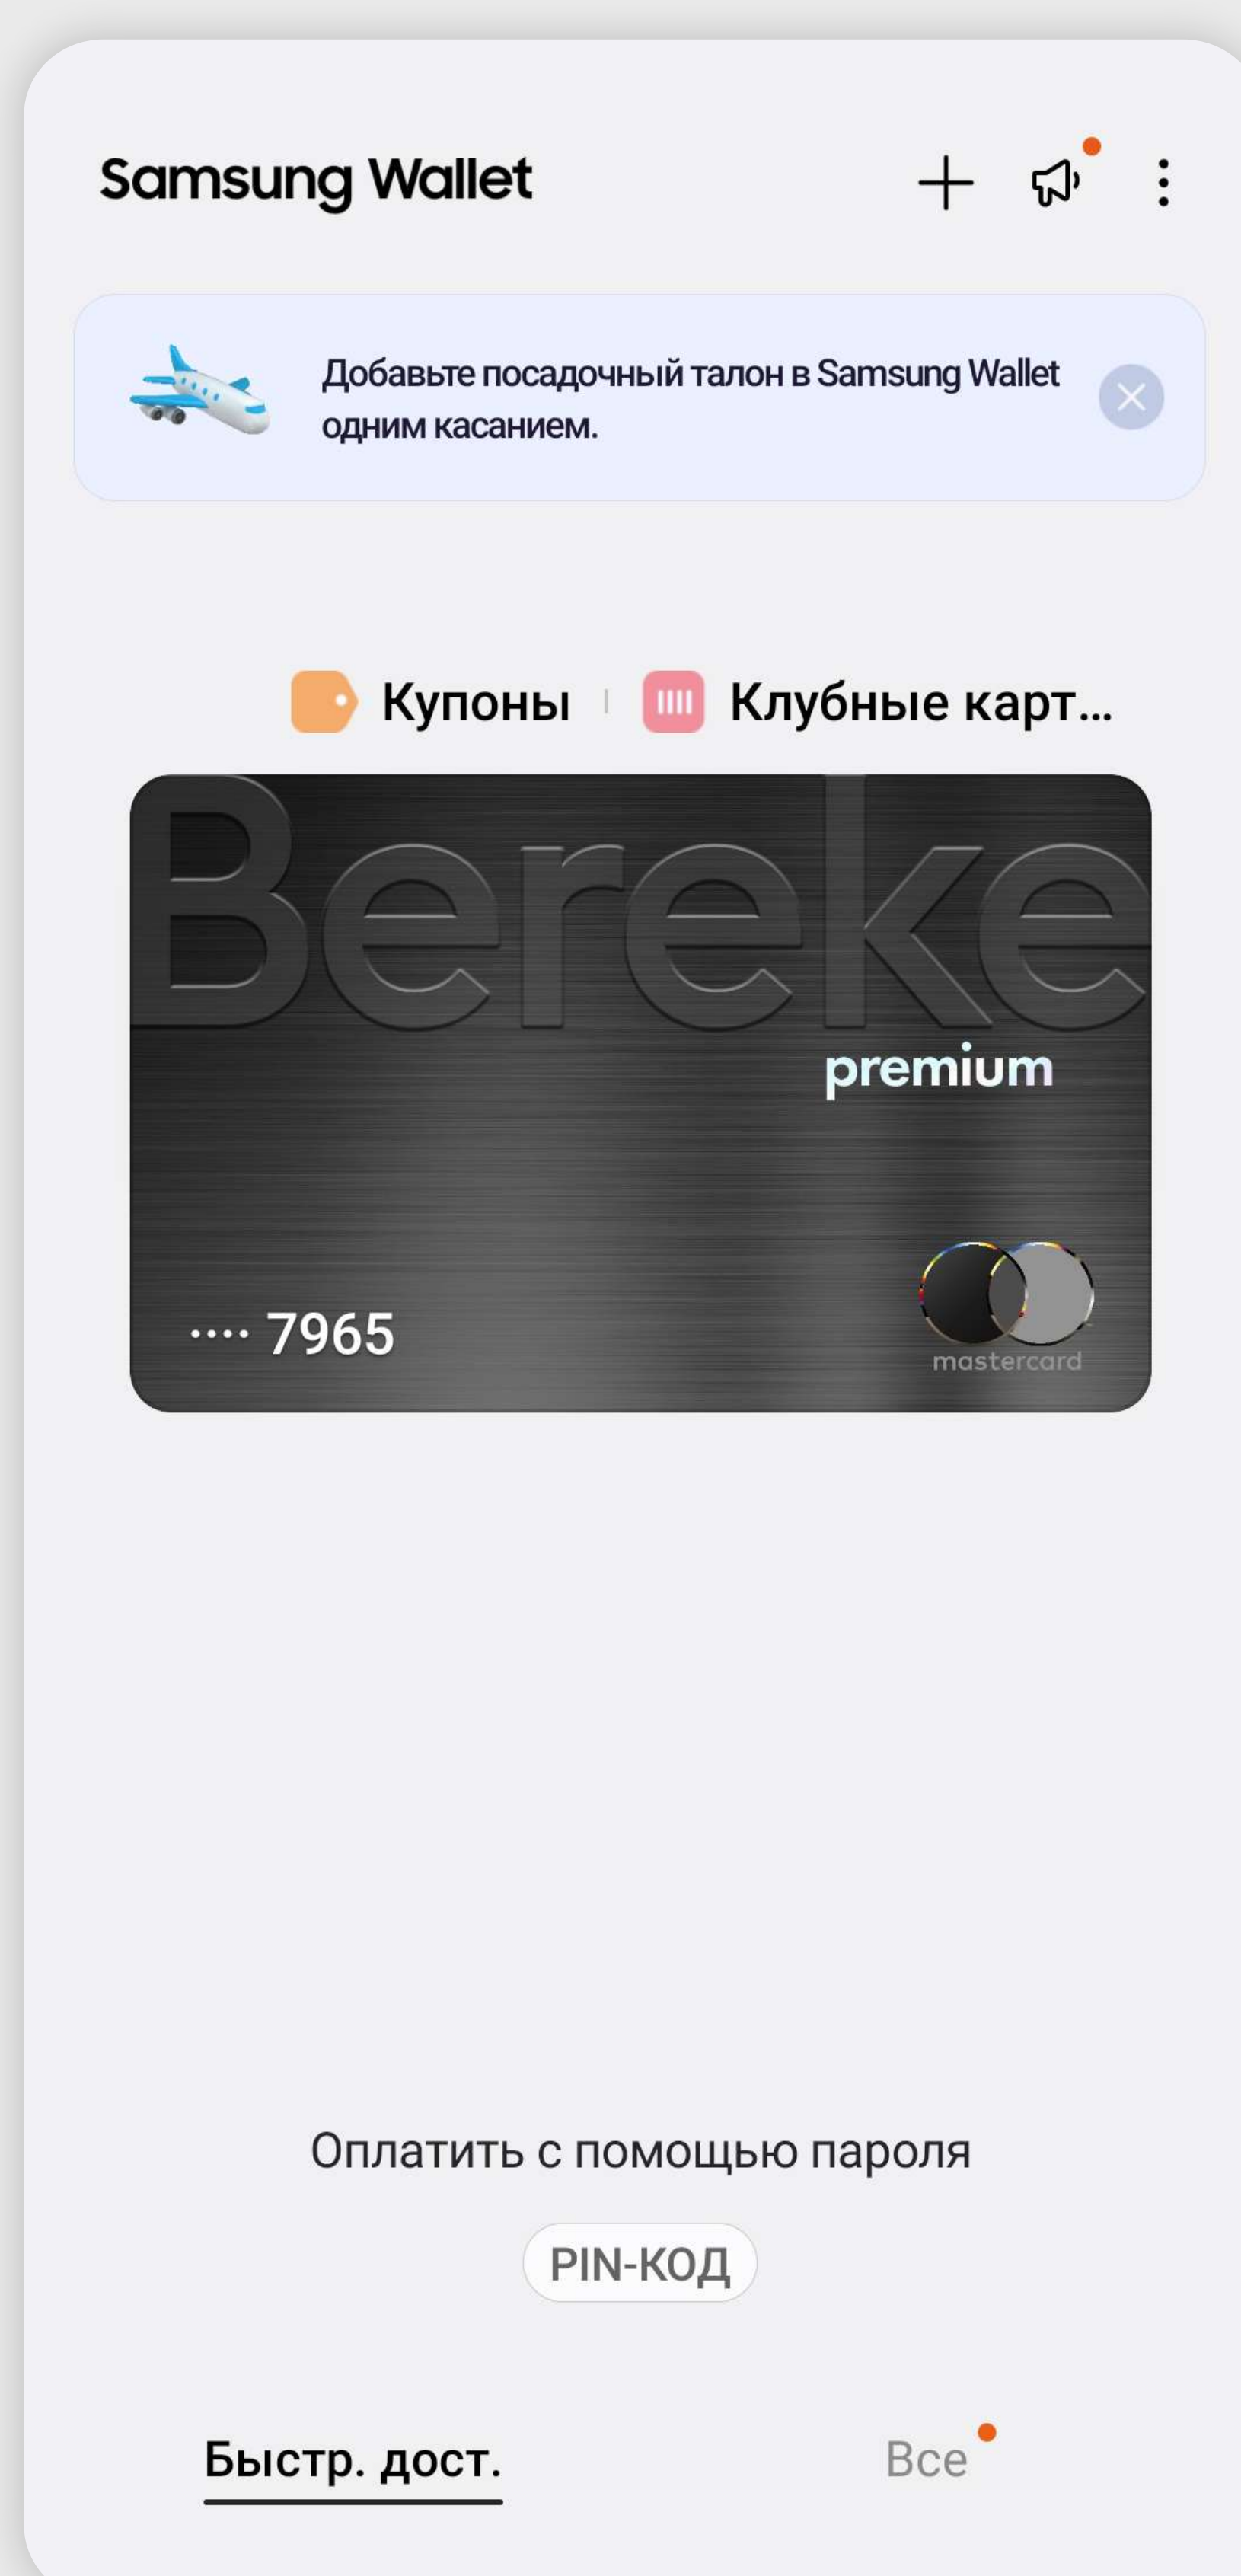 Samsung Wallet
Добавьте посадочный талон в Samsung Wallet
одним касанием.
Купоны
Клубные карт...
Bereke
premium
.... 7965
mastercard
Оплатить с помощью пароля
PIN-КОД
Быстр. дост.
Все